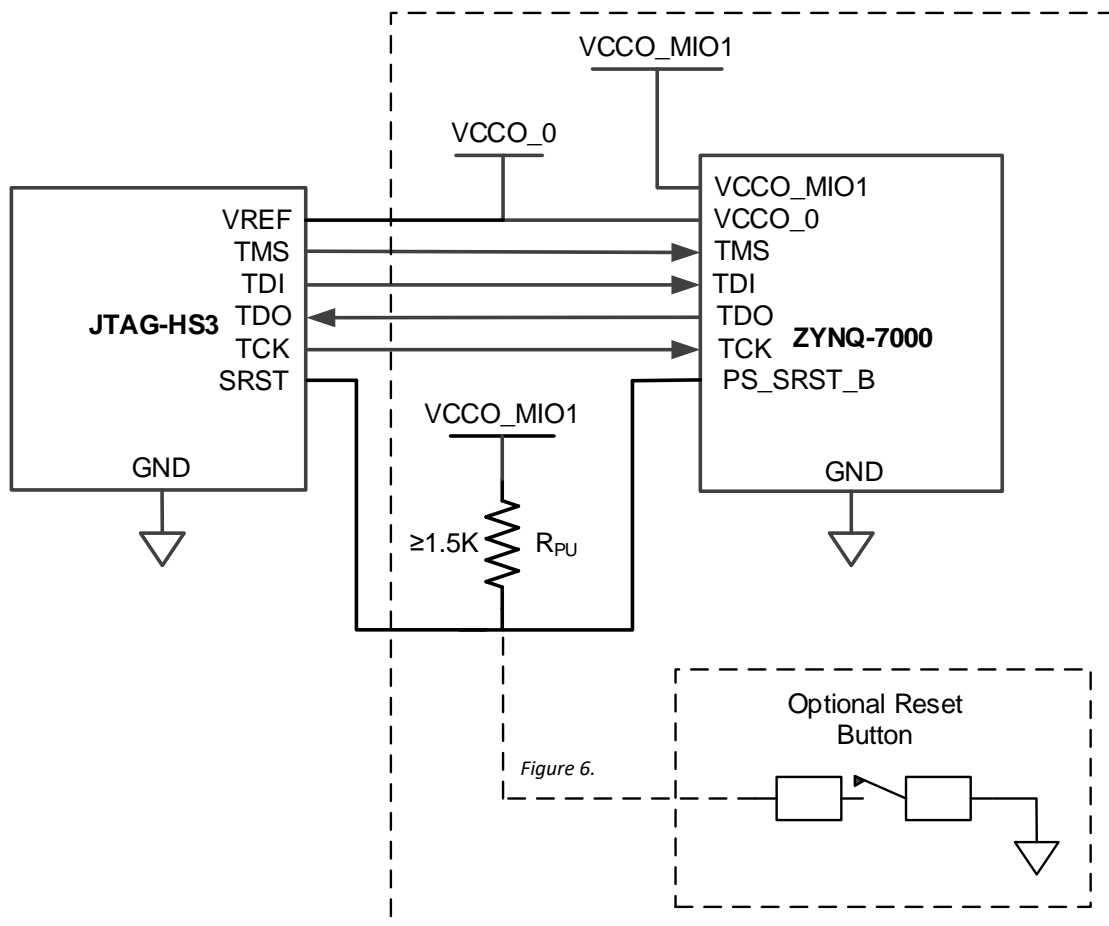 VCCO_MIO1
VCCO_0
VREF
TMS
TDI
TDO
TCK
SRST
JTAG-HS3
GND
VCCO_MIO1
VCCO_0
TMS
TDI
TDO
TCK
PS_SRST_B
ZYNQ-7000
GND
VCCO_MIO1
≥1.5K RPU
Optional Reset
Button
Figure 6.